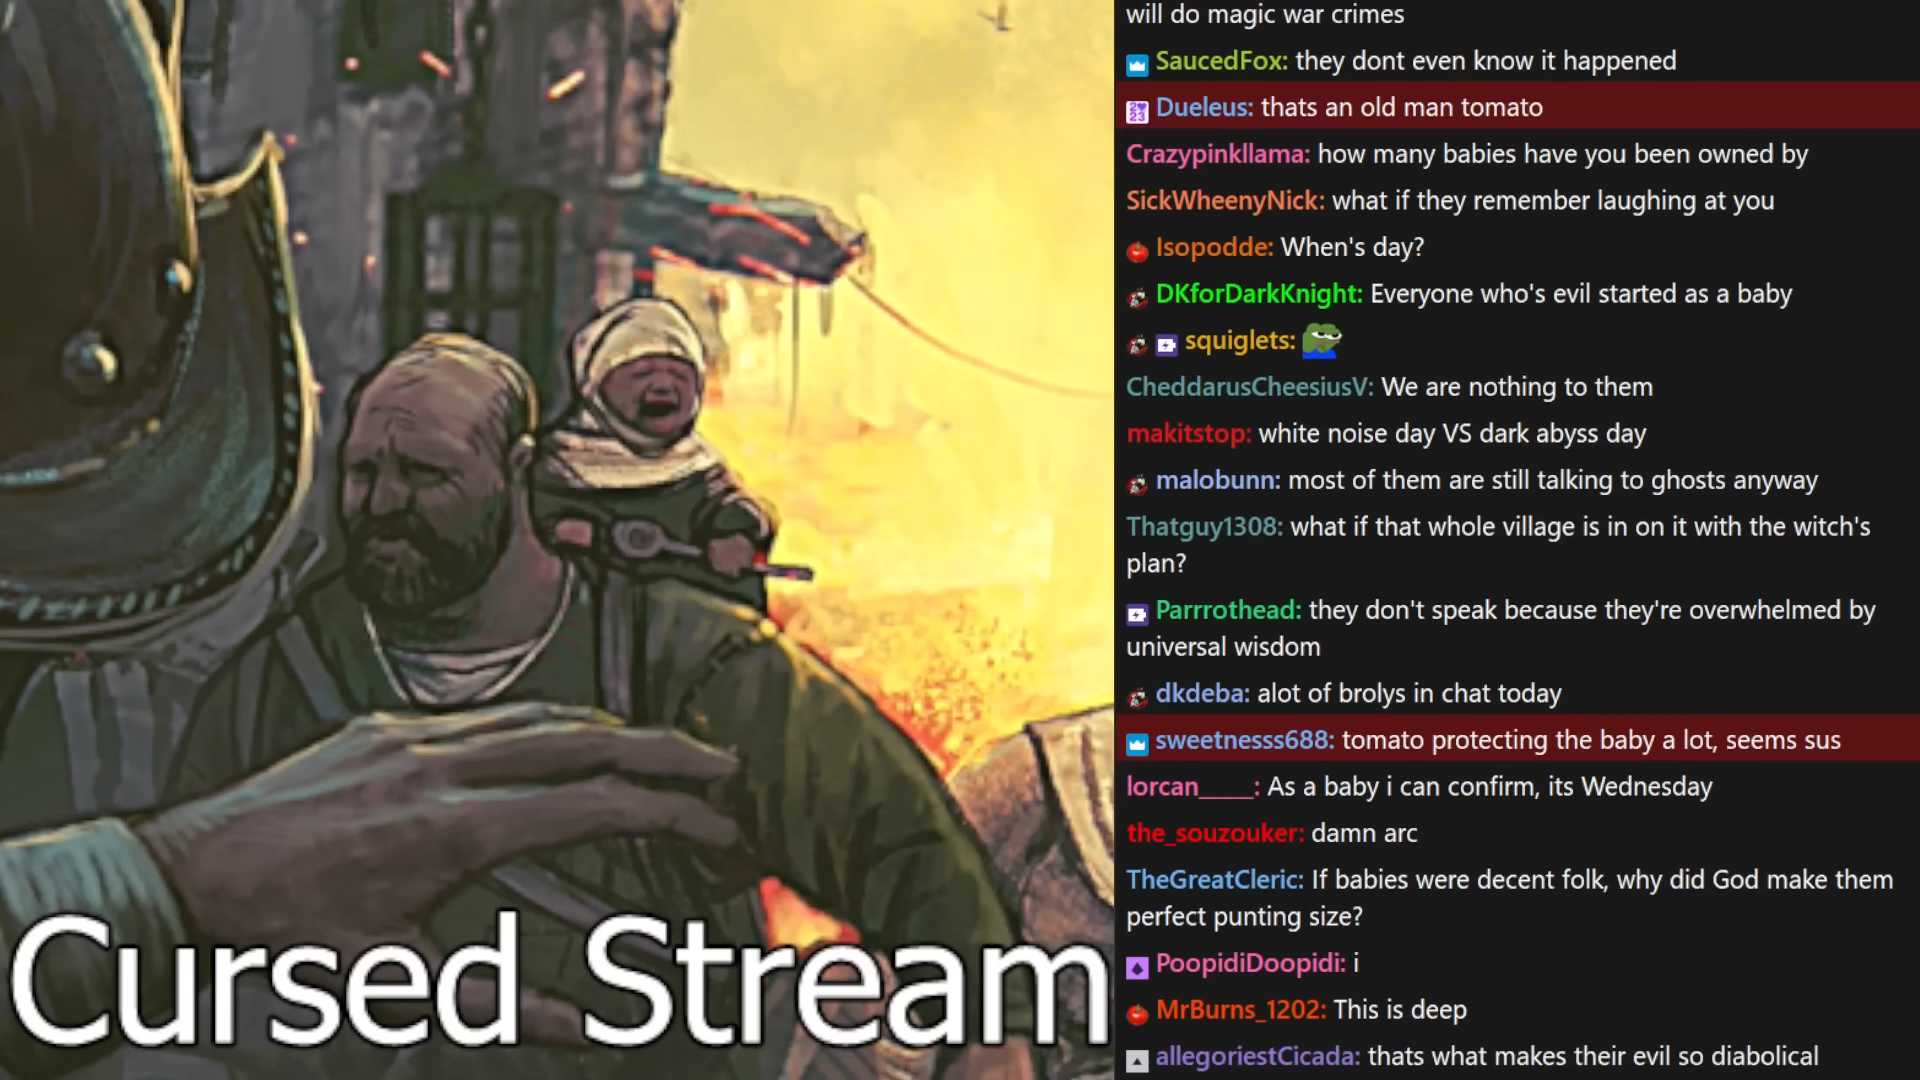 will do magic war crimes
SaucedFox: they dont even know it happened
Dueleus: thats an old man tomato
Crazypinkllama: how many babies have you been owned by
SickWheenyNick: what if they remember laughing at you
Isopodde: When's day?
DKforDarkKnight: Everyone who's evil started as a baby
squiglets:
CheddarusCheesiusV: We are nothing to them
makitstop: white noise day VS dark abyss day
malobunn: most of them are still talking to ghosts anyway
Thatguy1308: what if that whole village is in on it with the witch's
plan?
Parrrothead: they don't speak because they're overwhelmed by
universal wisdom
dkdeba: alot of brolys in chat today
sweetnesss688: tomato protecting the baby a lot, seems sus
lorcan_____: As a baby i can confirm, its Wednesday
the_souzouker: damn arc
TheGreatCleric: If babies were decent folk, why did God make them
perfect punting size?
PoopidiDoopidi: i
MrBurns_1202: This is deep
allegoriestCicada: thats what makes their evil so diabolical
Cursed Stream